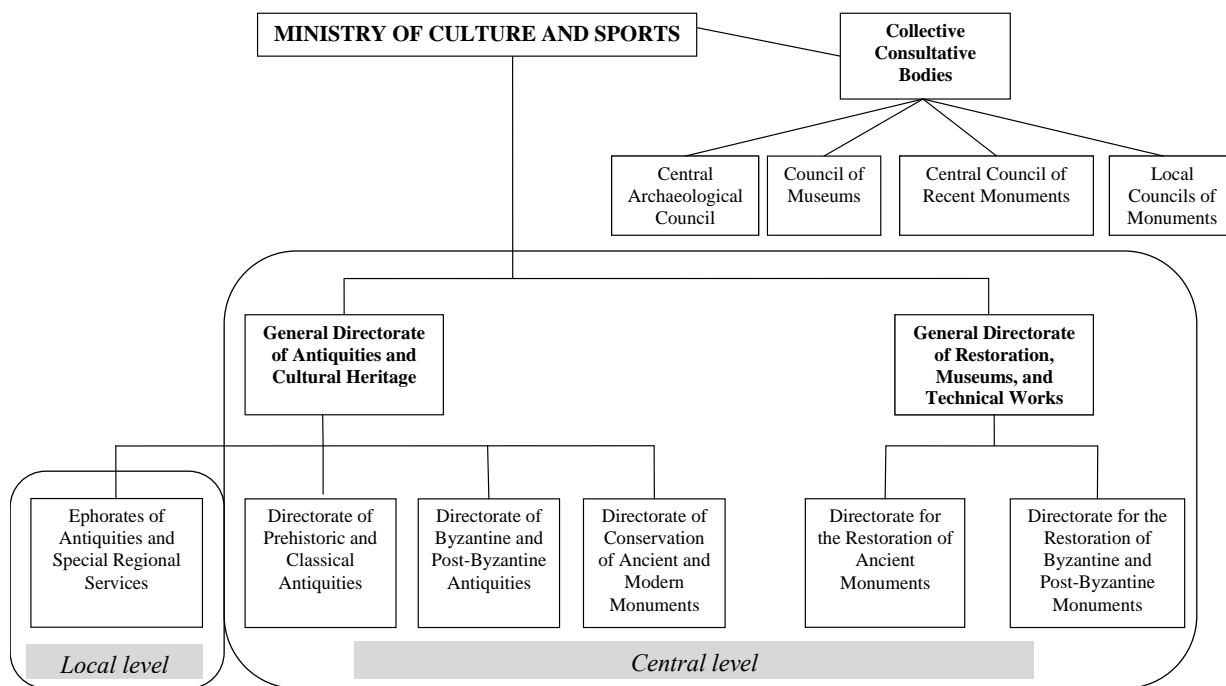 MINISTRY OF CULTURE AND SPORTS
Collective
Consultative
Bodies
Central
Archaeological
Council
Council of
Museums
Central Council of
Recent Monuments
Local
Councils of
Monuments
General Directorate
of Antiquities and
Cultural Heritage
General Directorate
of Restoration,
Museums, and
Technical Works
Ephorates of
Antiquities and
Special Regional
Services
Directorate of
Prehistoric and
Classical
Antiquities
Directorate of
Byzantine and
Post-Byzantine
Antiquities
Directorate of
Conservation
of Ancient and
Modern
Monuments
Directorate for
the Restoration of
Ancient
Monuments
Directorate for the
Restoration of
Byzantine and
Post-Byzantine
Monuments
Local level
Central level